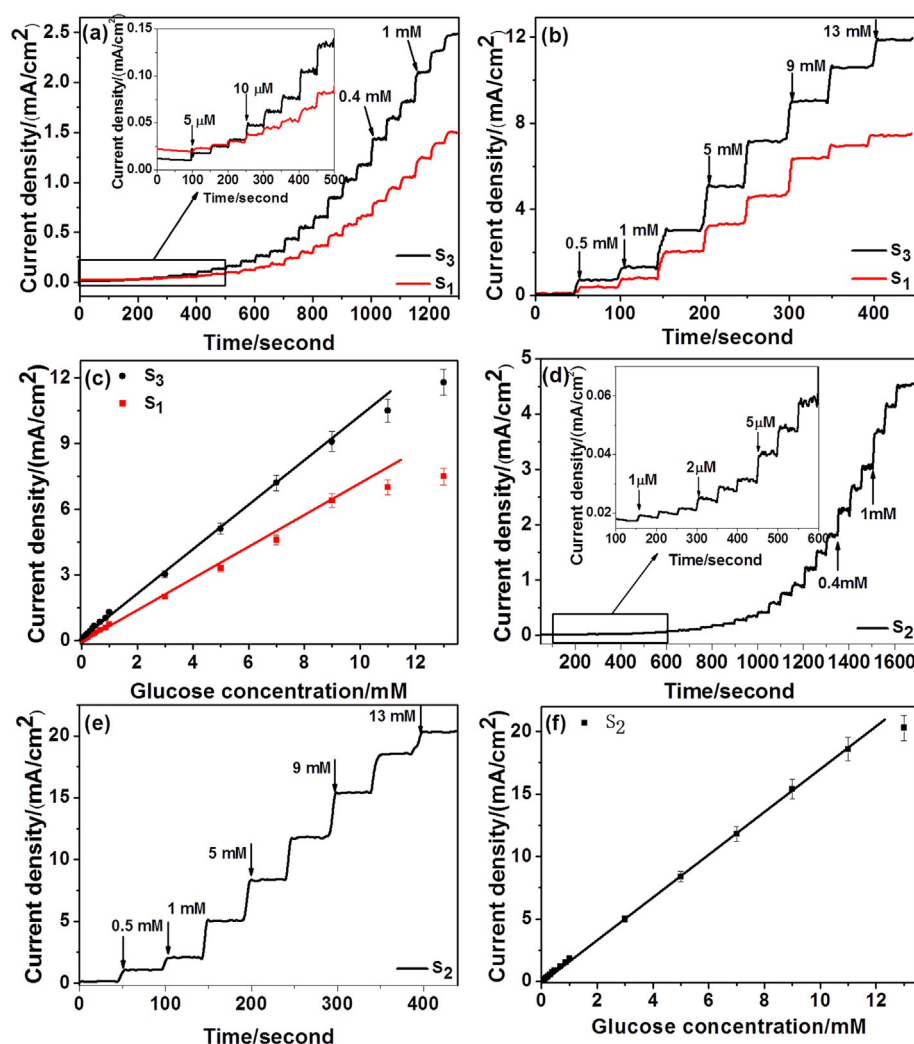 (a)
Current density/(mA/cm²)
2.5
2.0
1.5
1.0
0.5
0.0
0 200 400 600 800 1000 1200
Time/second
Current density/(mA/cm²)
0.15
0.10
0.05
0.00
0 100 200 300 400 500
Time/second
5 μM
10 μM
0.4 mM
1 mM
S₃
S₁
(b)
Current density/(mA/cm²)
12
9
6
3
0
0 100 200 300 400
Time/second
0.5 mM
1 mM
5 mM
9 mM
13 mM
S₃
S₁
(c)
S₃
S₁
Current density/(mA/cm²)
12
9
6
3
0
0 2 4 6 8 10 12
Glucose concentration/mM
(d)
Current density/(mA/cm²)
5
4
3
2
1
0
200 400 600 800 1000 1200 1400 1600
Time/second
0.06
0.04
0.02
100 200 300 400 500 600
Time/second
1μM
2μM
5μM
0.4mM
1mM
S₂
(e)
Current density/(mA/cm²)
20
15
10
5
0
0 100 200 300 400
Time/second
0.5 mM
1 mM
5 mM
9 mM
13 mM
S₂
(f)
S₂
Current density/(mA/cm²)
20
15
10
5
0
0 2 4 6 8 10 12
Glucose concentration/mM